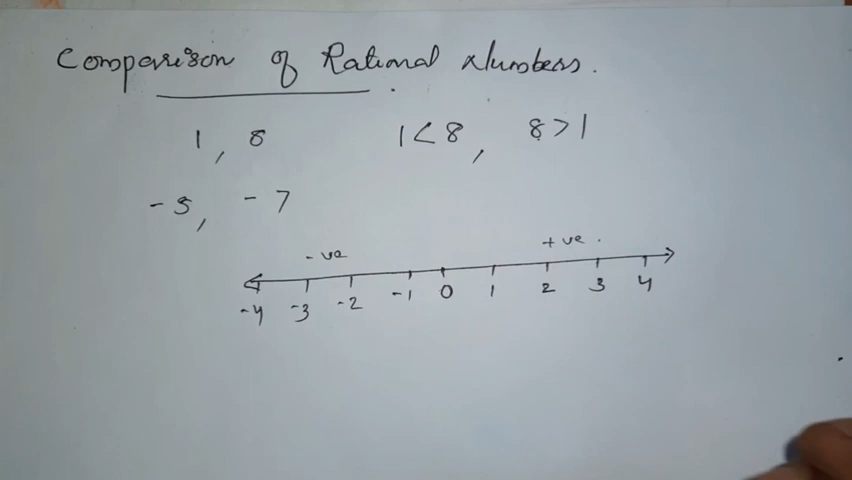 Comparison of Rational Numbers.
1, 8 1<8, 8>1
-5, -7
-ve +ve.
-4 -3 -2 -1 0 1 2 3 4